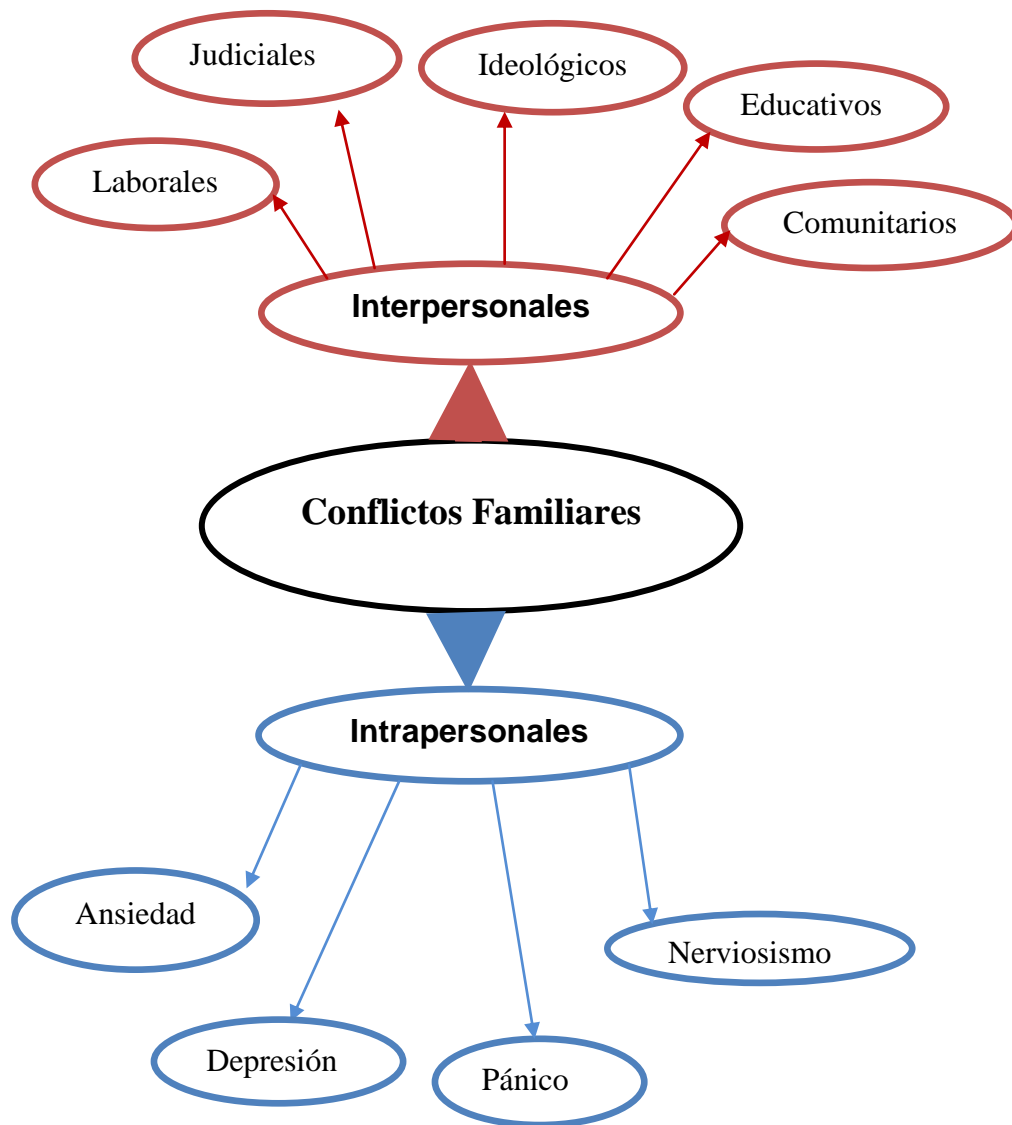 Judiciales
Ideológicos
Educativos
Laborales
Comunitarios
Interpersonales
Conflictos Familiares
Intrapersonales
Ansiedad
Nerviosismo
Depresión
Pánico